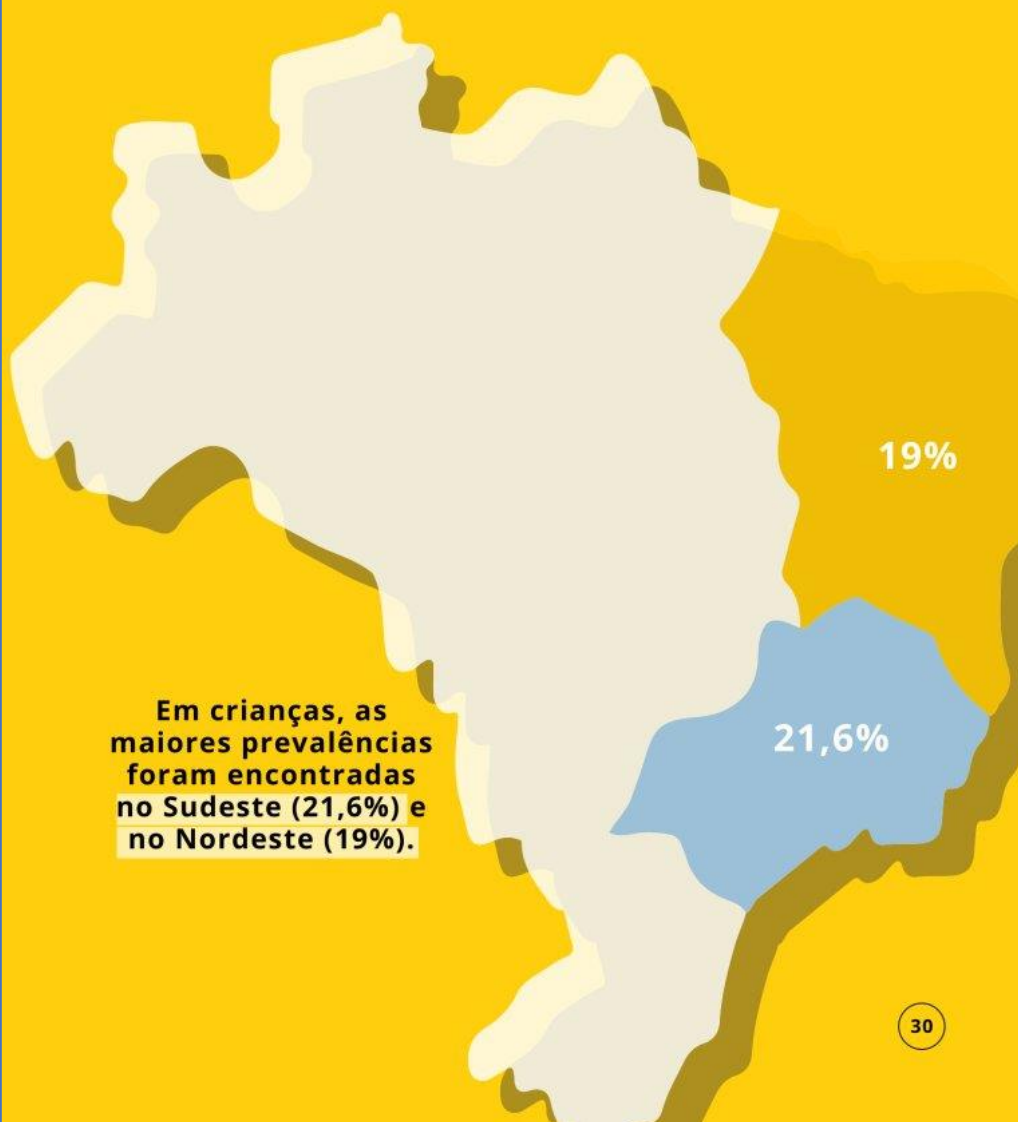 19%
21,6%
Em crianças, as
maiores prevalências
foram encontradas
no Sudeste (21,6%) e
no Nordeste (19%).
30